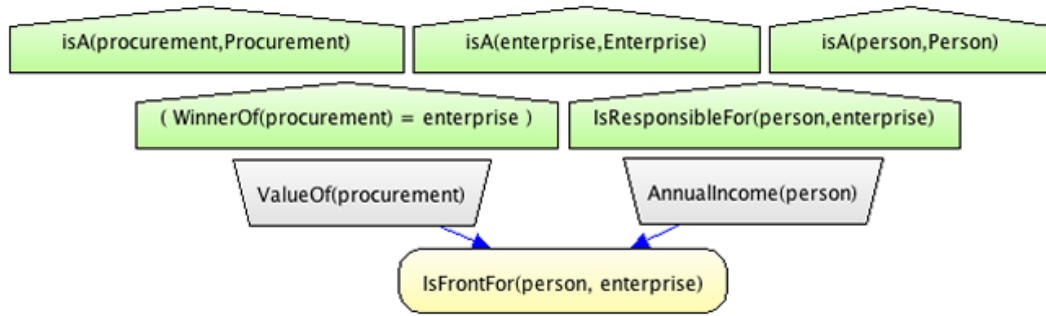 isA(procurement,Procurement)
isA(enterprise,Enterprise)
isA(person,Person)
( WinnerOf(procurement) = enterprise )
IsResponsibleFor(person,enterprise)
ValueOf(procurement)
AnnualIncome(person)
IsFrontFor(person, enterprise)